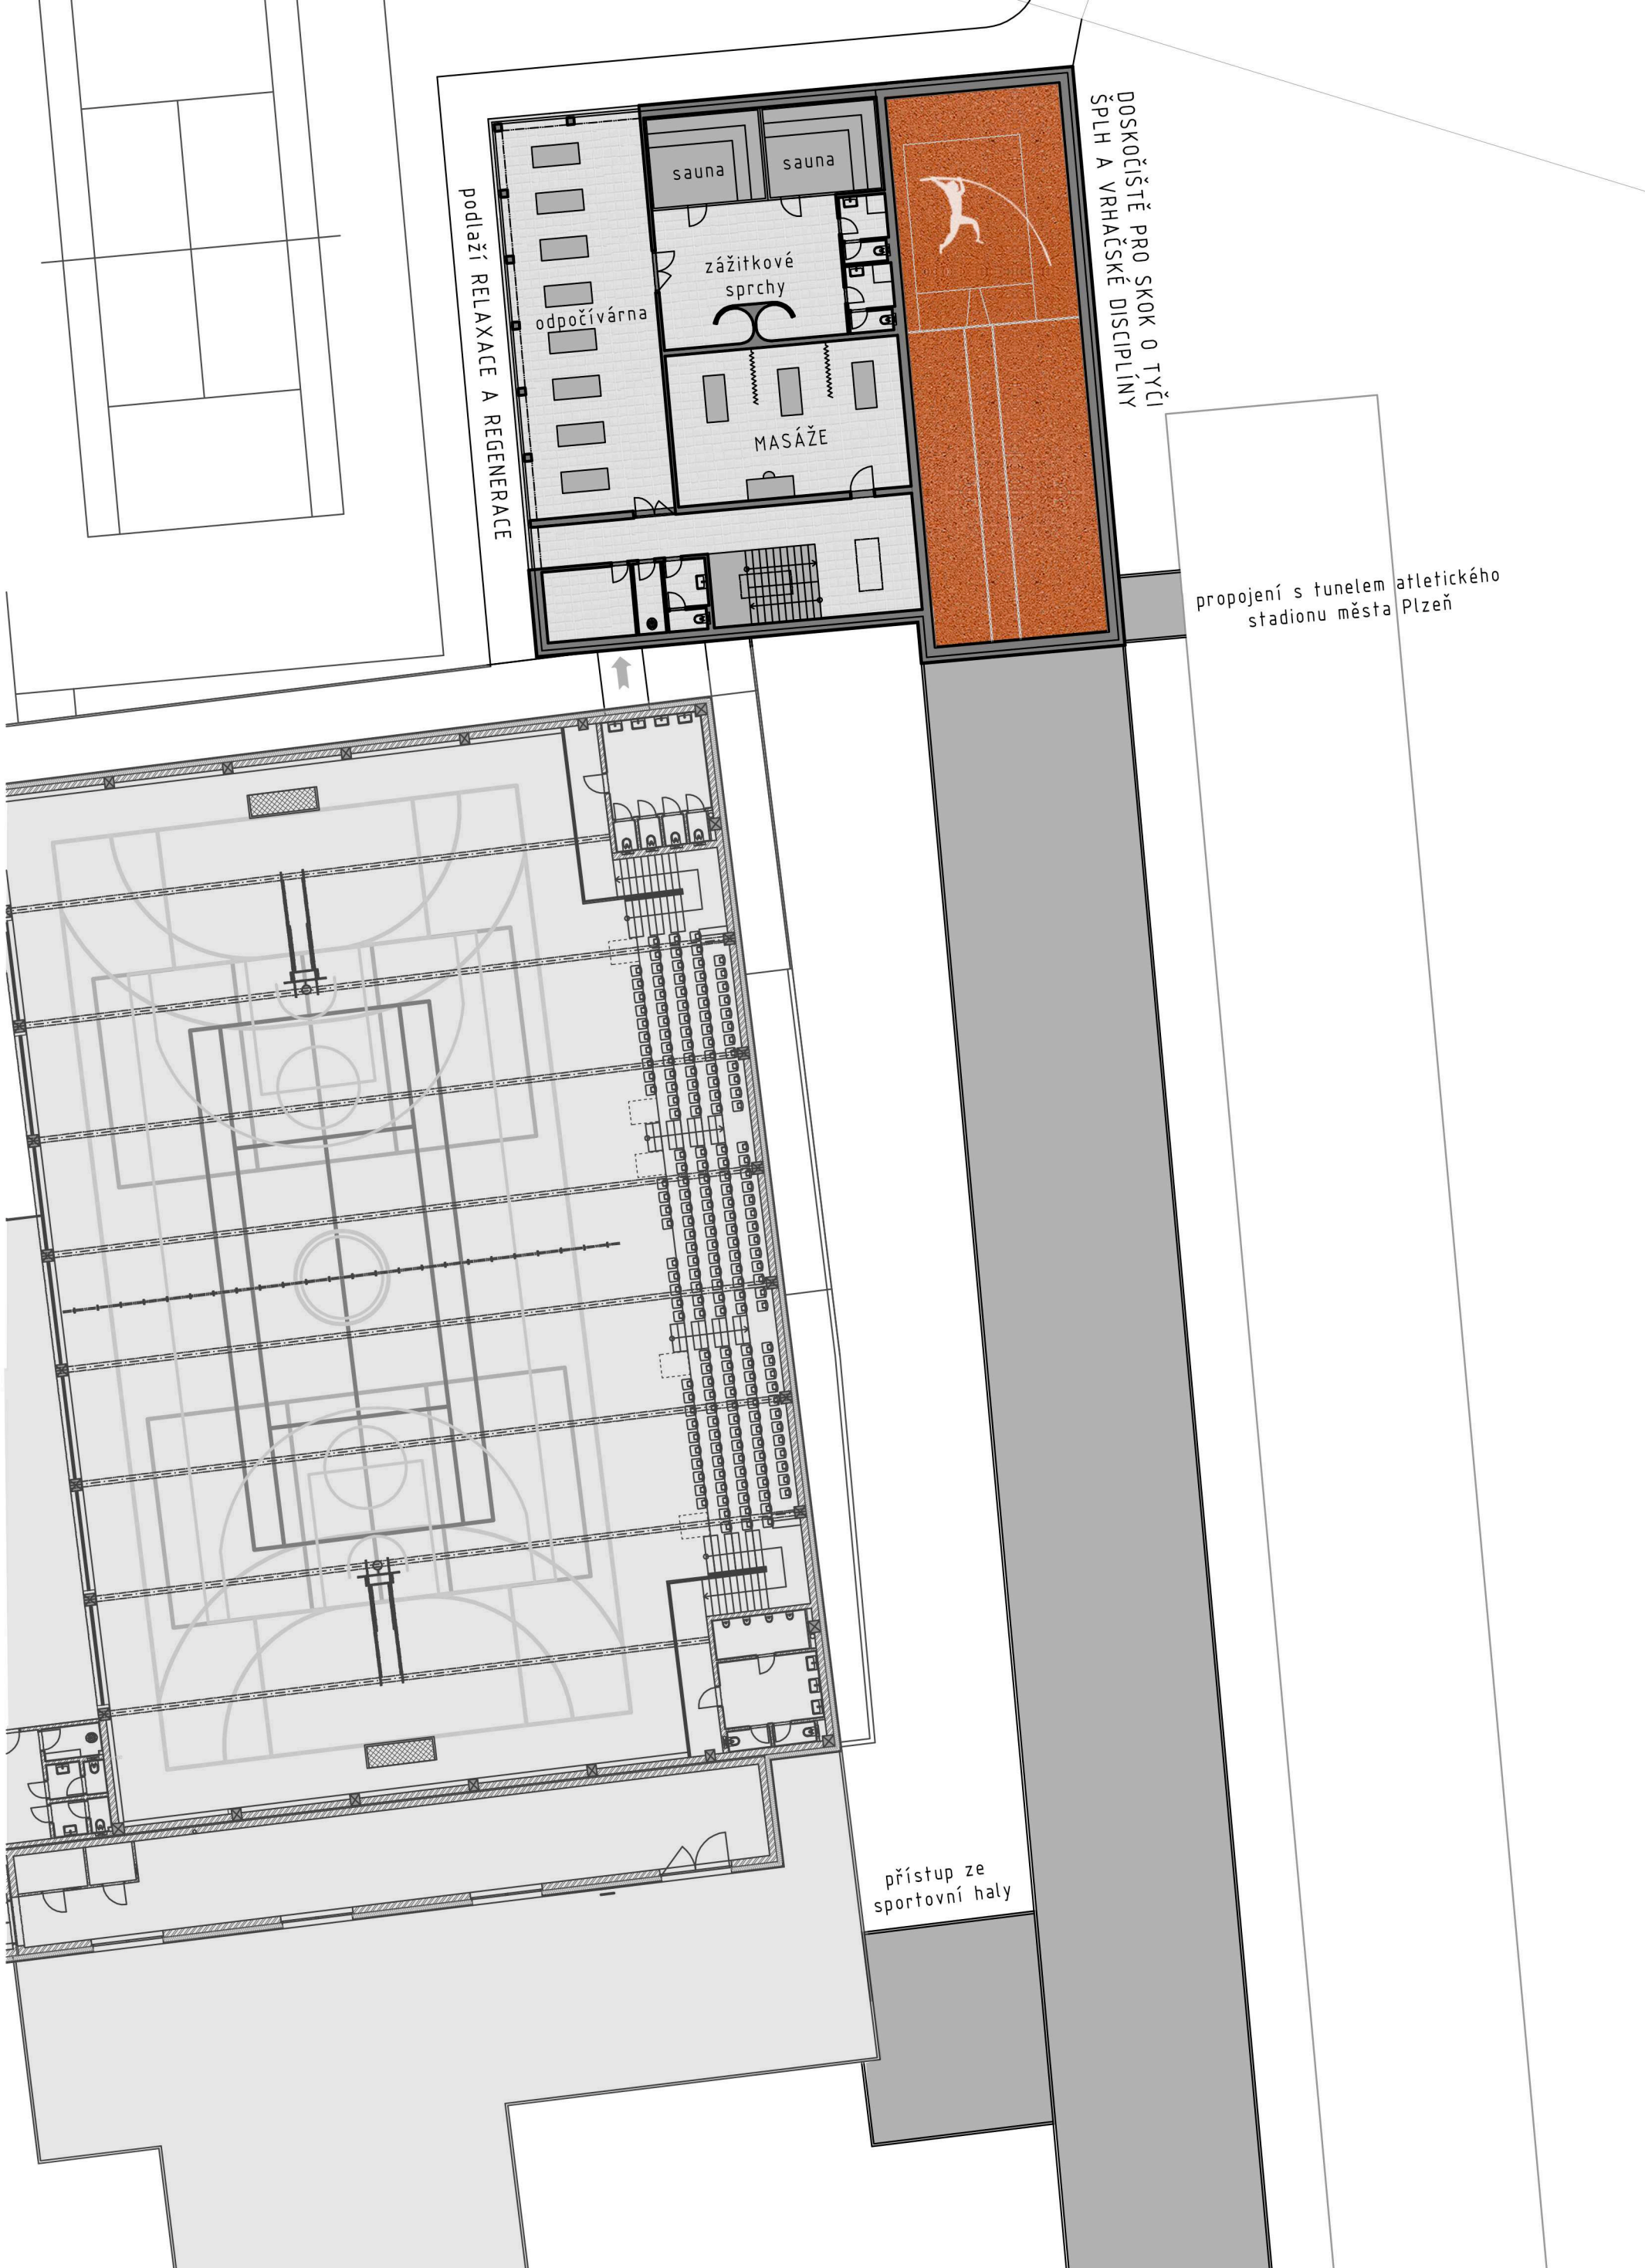 DOSKOČIŠTĚ PRO SKOK O TYČI
ŠPLH A VRHAČSKÉ DISCIPLÍNY
podlaží RELAXACE A REGENERACE
sauna
sauna
zážitkové
sprchy
odpočívárna
MASÁŽE
propojení s tunelem atletického
stadionu města Plzeň
přístup ze
sportovní haly